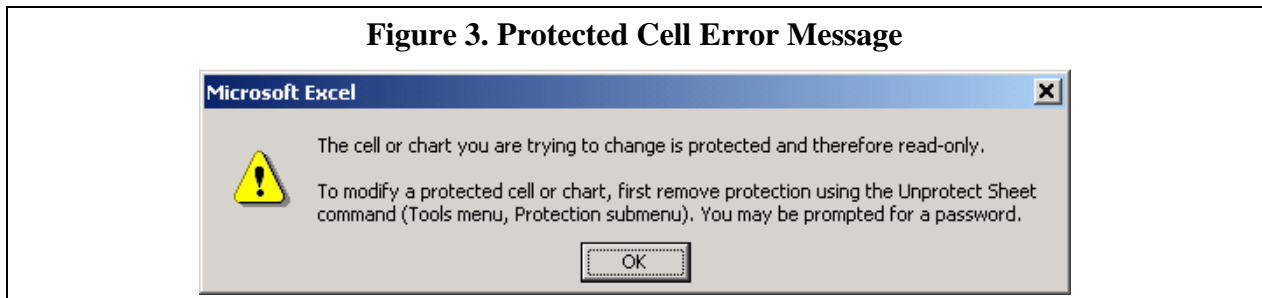 Figure 3. Protected Cell Error Message
Microsoft Excel
The cell or chart you are trying to change is protected and therefore read-only.
To modify a protected cell or chart, first remove protection using the Unprotect Sheet
command (Tools menu, Protection submenu). You may be prompted for a password.
OK